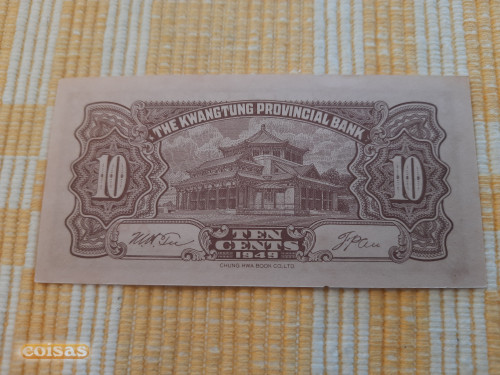 THE KWANGTUNG PROVINCIAL BANK
10 10
TEN
CENTS
1949
CHUNG HWA BOOK CO., LTD.
coisas